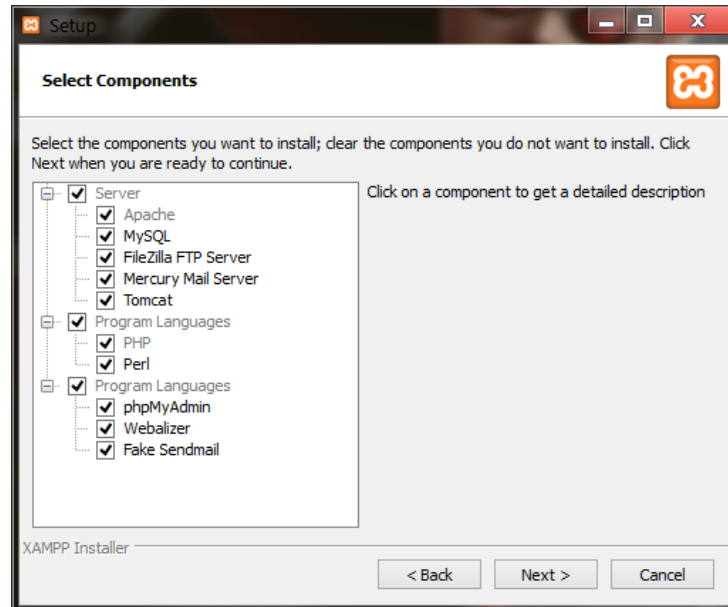 Setup
Select Components
Select the components you want to install; clear the components you do not want to install. Click
Next when you are ready to continue.
Server
Click on a component to get a detailed description
Apache
MySQL
FileZilla FTP Server
Mercury Mail Server
Tomcat
Program Languages
PHP
Perl
Program Languages
phpMyAdmin
Webalizer
Fake Sendmail
XAMPP Installer
< Back
Next >
Cancel